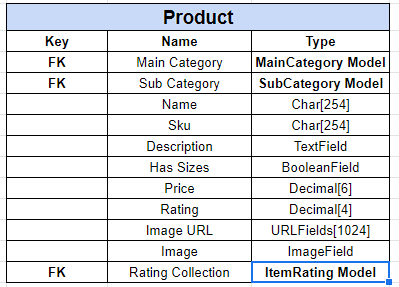 Product
Key Name Type
FK Main Category MainCategory Model
FK Sub Category SubCategory Model
Name Char[254]
Sku Char[254]
Description TextField
Has Sizes BooleanField
Price Decimal[6]
Rating Decimal[4]
Image URL URLFields[1024]
Image ImageField
FK Rating Collection ItemRating Model